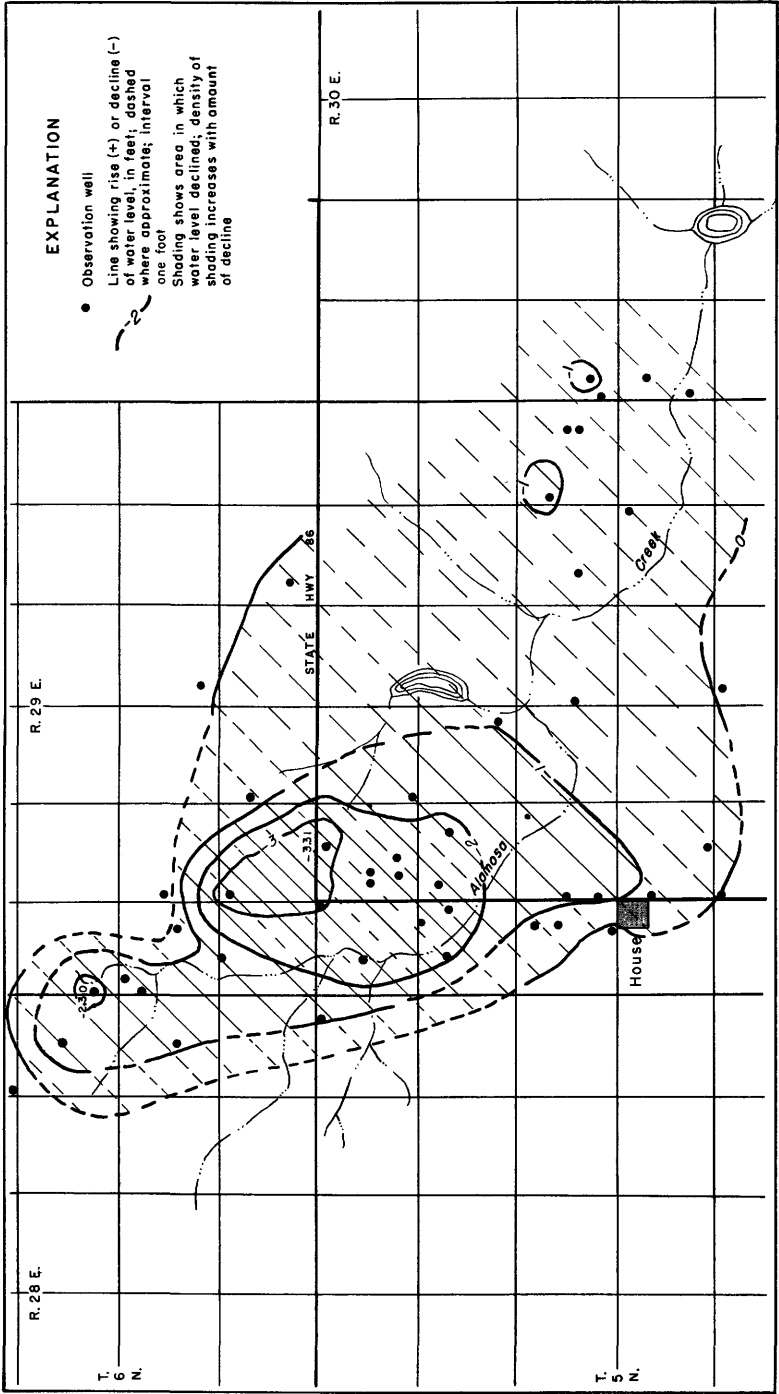 EXPLANATION
Observation well
-2
Line showing rise (+) or decline (-)
of water level, in feet; dashed
where approximate; interval
one foot
Shading shows area in which
water level declined; density of
shading increases with amount
of decline
R. 28 E.
R. 29 E.
R. 30 E.
T.
6
N.
-2.30
-3
-3.31
STATE HWY 86
-2
Alamosa
-1
Creek
-1
-1
0
House
T.
5
N.